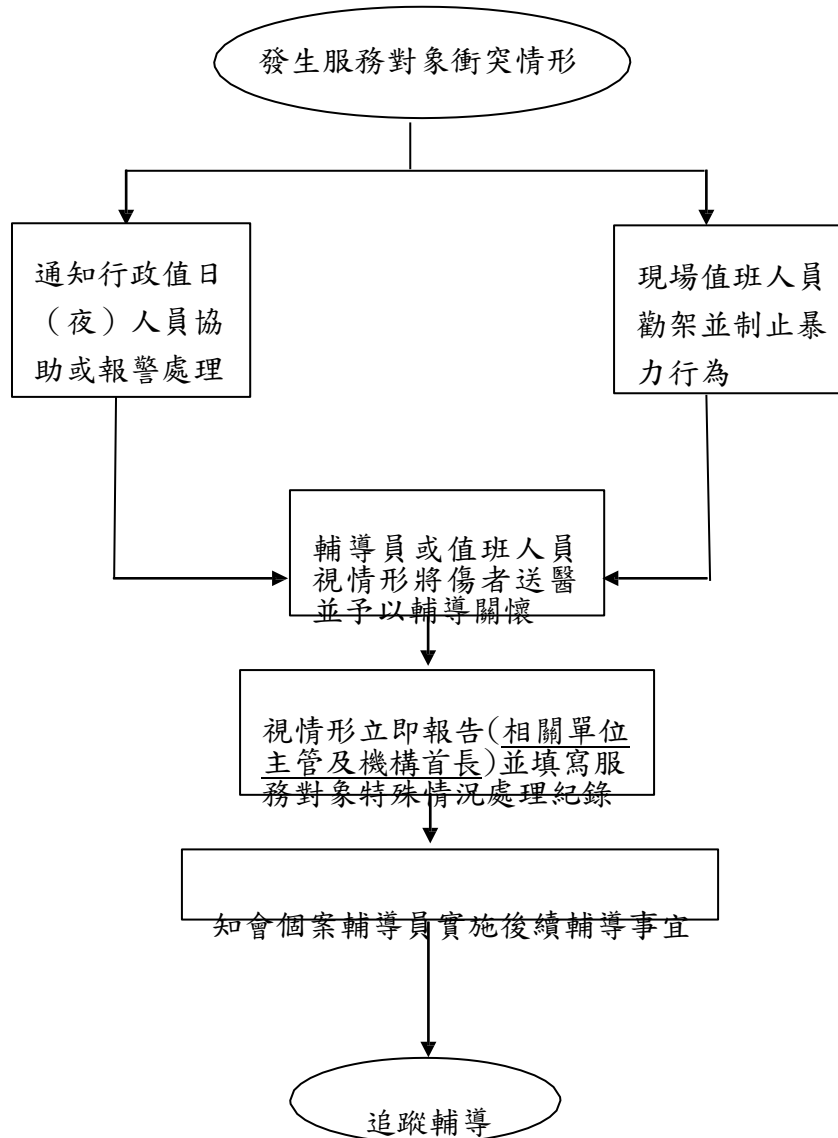 發生服務對象衝突情形
通知行政值日
（夜）人員協
助或報警處理
現場值班人員
勸架並制止暴
力行為
輔導員或值班人員
視情形將傷者送醫
並予以輔導關懷
視情形立即報告(相關單位
主管及機構首長)並填寫服
務對象特殊情況處理紀錄
知會個案輔導員實施後續輔導事宜
追蹤輔導